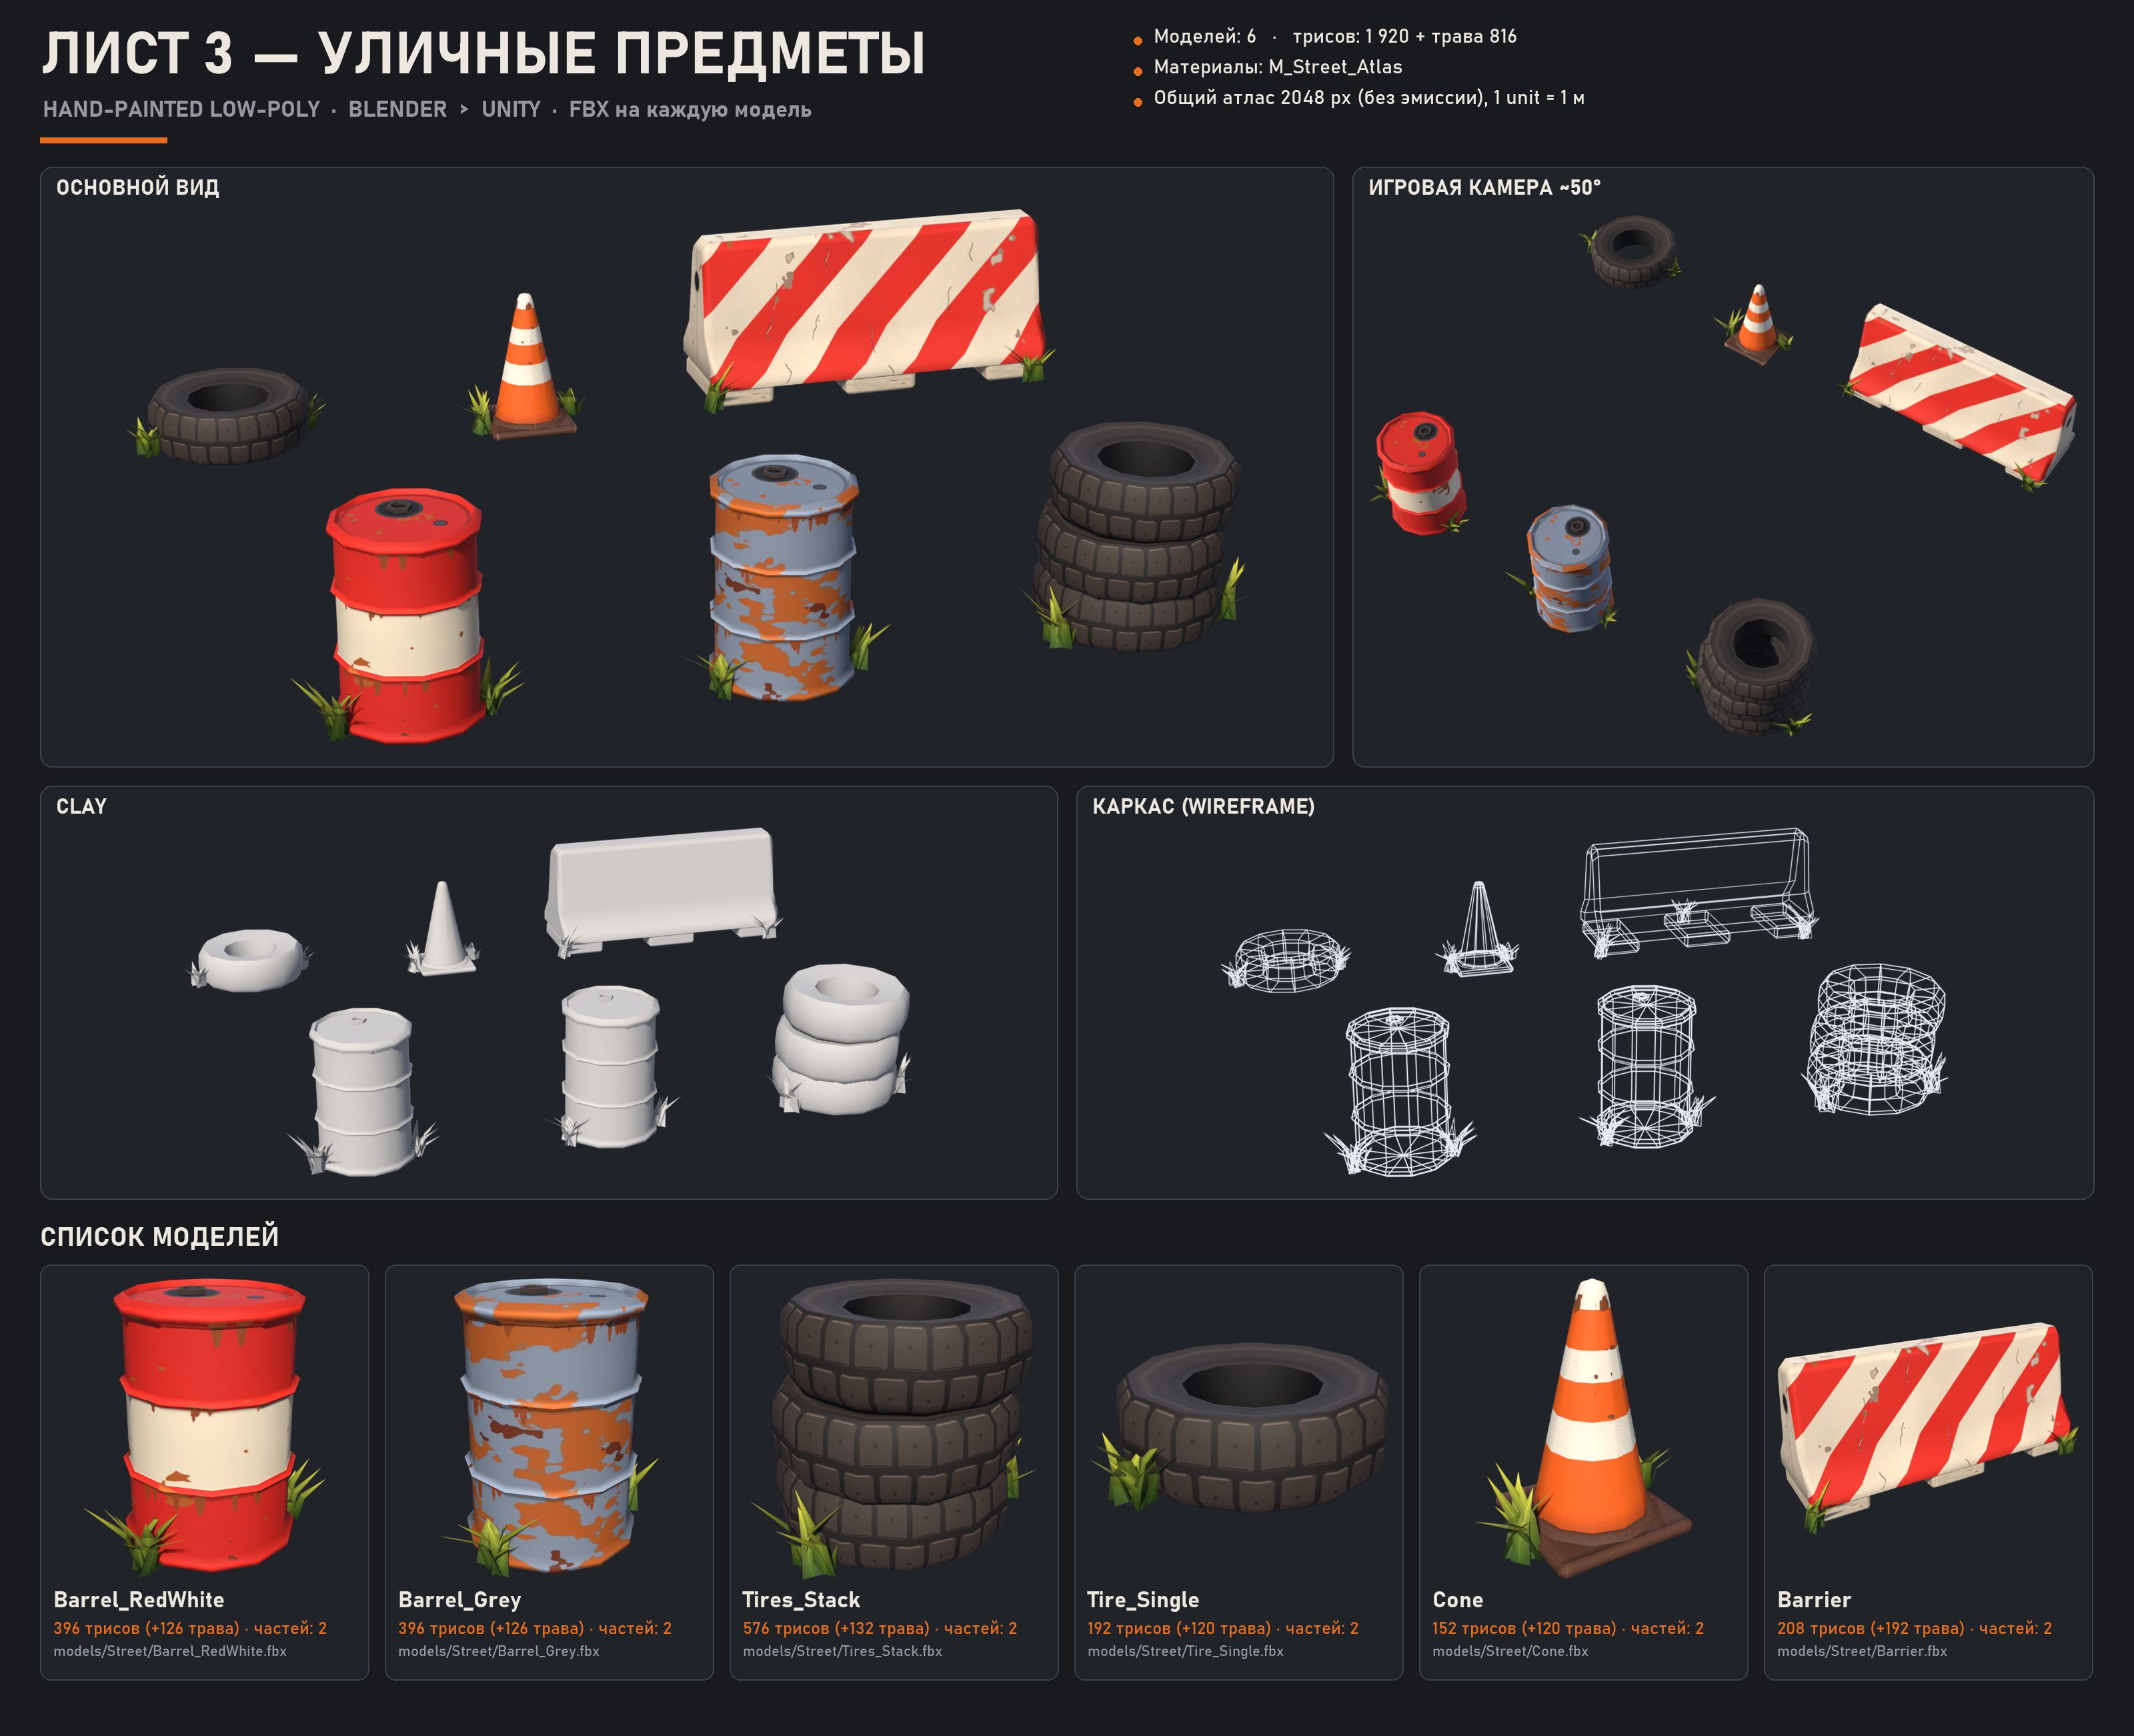 ЛИСТ 3 — УЛИЧНЫЕ ПРЕДМЕТЫ
HAND-PAINTED LOW-POLY · BLENDER > UNITY · FBX на каждую модель
Моделей: 6 · трисов: 1 920 + трава 816
Материалы: M_Street_Atlas
Общий атлас 2048 px (без эмиссии), 1 unit = 1 м
ОСНОВНОЙ ВИД
ИГРОВАЯ КАМЕРА ~50°
CLAY
КАРКАС (WIREFRAME)
СПИСОК МОДЕЛЕЙ
Barrel_RedWhite
396 трисов (+126 трава) · частей: 2
models/Street/Barrel_RedWhite.fbx
Barrel_Grey
396 трисов (+126 трава) · частей: 2
models/Street/Barrel_Grey.fbx
Tires_Stack
576 трисов (+132 трава) · частей: 2
models/Street/Tires_Stack.fbx
Tire_Single
192 трисов (+120 трава) · частей: 2
models/Street/Tire_Single.fbx
Cone
152 трисов (+120 трава) · частей: 2
models/Street/Cone.fbx
Barrier
208 трисов (+192 трава) · частей: 2
models/Street/Barrier.fbx